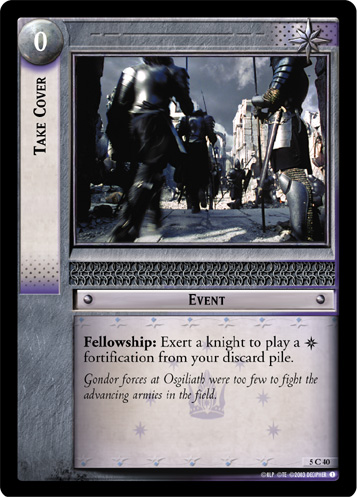 0
Take Cover
Event
Fellowship: Exert a knight to play a
fortification from your discard pile.
Gondor forces at Osgiliath were too few to fight the
advancing armies in the field.
5 C 40
©NLP ©TE ©2003 DECIPHER